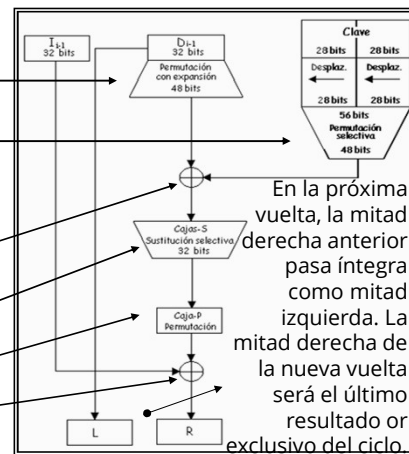 I i-1
32 bits
D i-1
32 bits
Permutación
con expansión
48 bits
Clave
28 bits 28 bits
Desplaz. Desplaz.
28 bits 28 bits
56 bits
Permutación
selectiva
48 bits
Cajas-S
Sustitución selectiva
32 bits
Caja-P
Permutación
L
R
En la próxima
vuelta, la mitad
derecha anterior
pasa íntegra
como mitad
izquierda. La
mitad derecha de
la nueva vuelta
será el último
resultado or
exclusivo del ciclo.